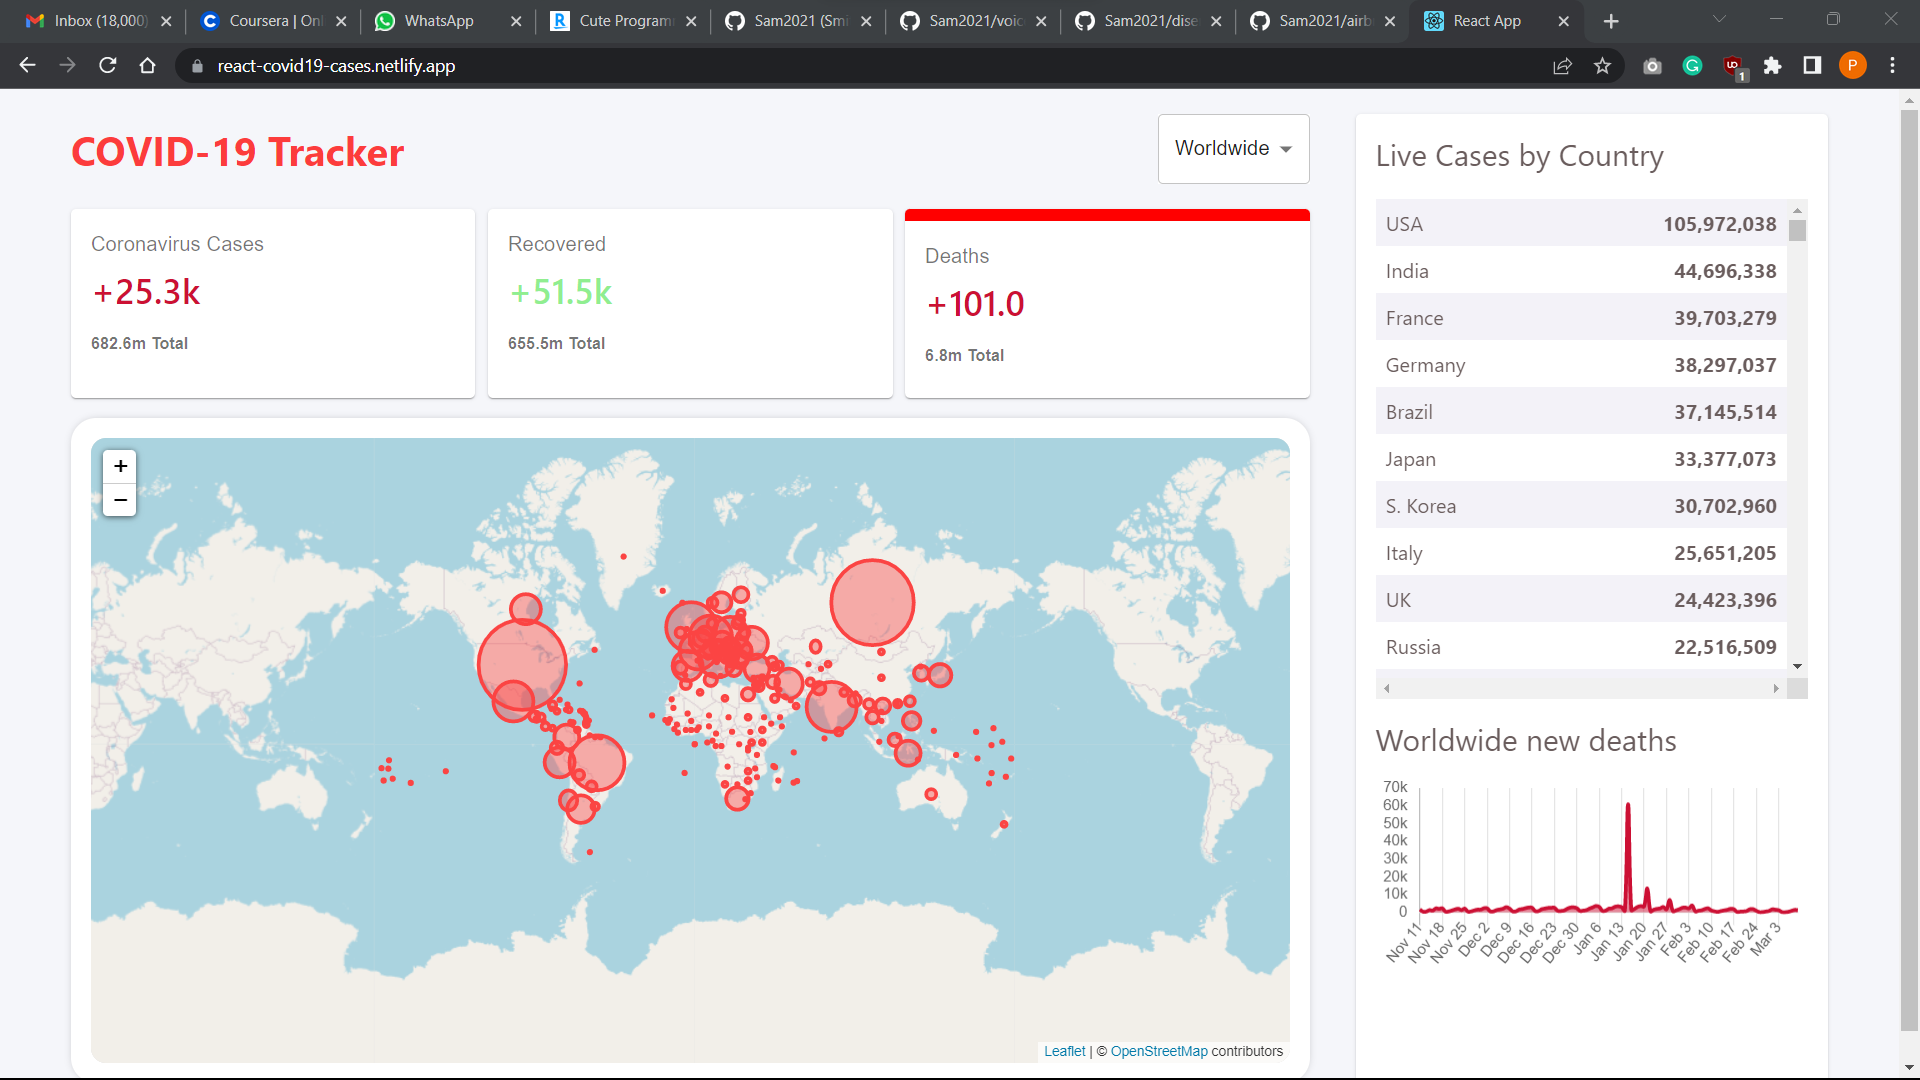 Inbox (18,000)
Coursera | Onl
WhatsApp
Cute Program
Sam2021 (Smi
Sam2021/voic
Sam2021/dise
Sam2021/airb
React App
react-covid19-cases.netlify.app
1
P
COVID-19 Tracker
Worldwide
Coronavirus Cases
+25.3k
682.6m Total
Recovered
+51.5k
655.5m Total
Deaths
+101.0
6.8m Total
+
−
Leaflet | © OpenStreetMap contributors
Live Cases by Country
USA 105,972,038
India 44,696,338
France 39,703,279
Germany 38,297,037
Brazil 37,145,514
Japan 33,377,073
S. Korea 30,702,960
Italy 25,651,205
UK 24,423,396
Russia 22,516,509
Worldwide new deaths
70k
60k
50k
40k
30k
20k
10k
0
Nov 11
Nov 18
Nov 25
Dec 2
Dec 9
Dec 16
Dec 23
Dec 30
Jan 6
Jan 13
Jan 20
Jan 27
Feb 3
Feb 10
Feb 17
Feb 24
Mar 3